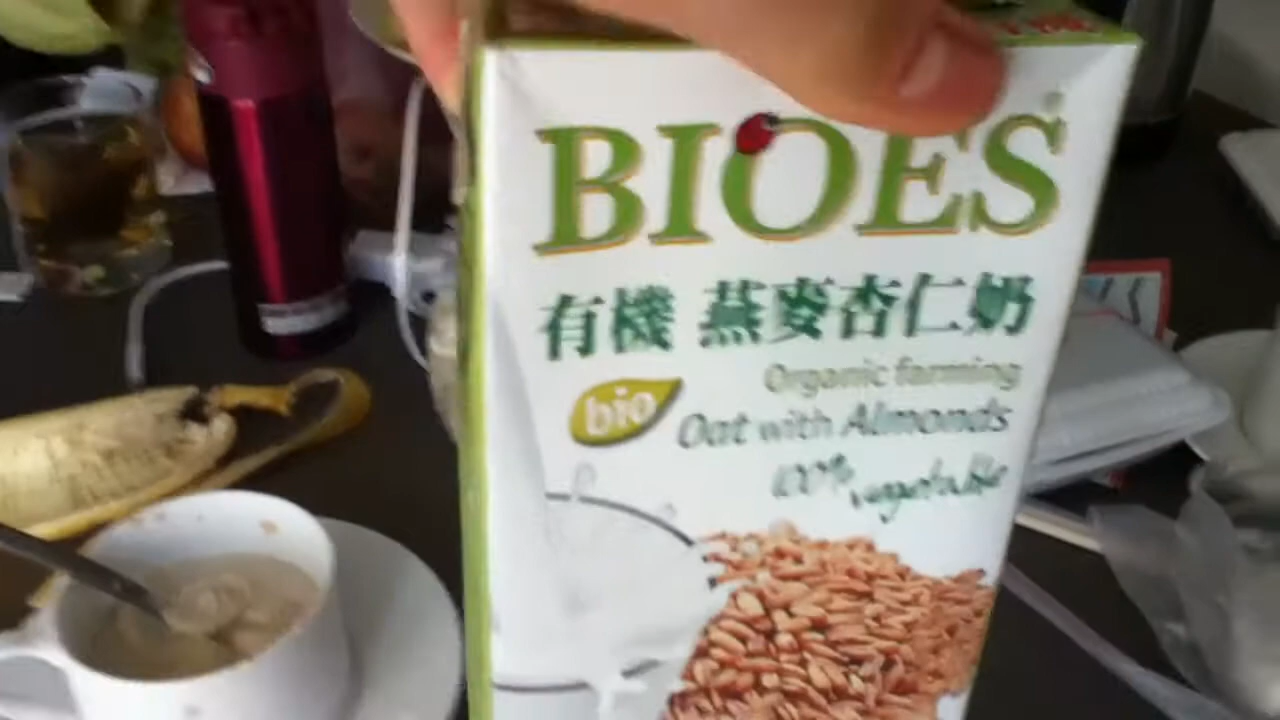 BIOES
有機 燕麥杏仁奶
bio
Organic farming
Oat with Almonds
100% vegetable